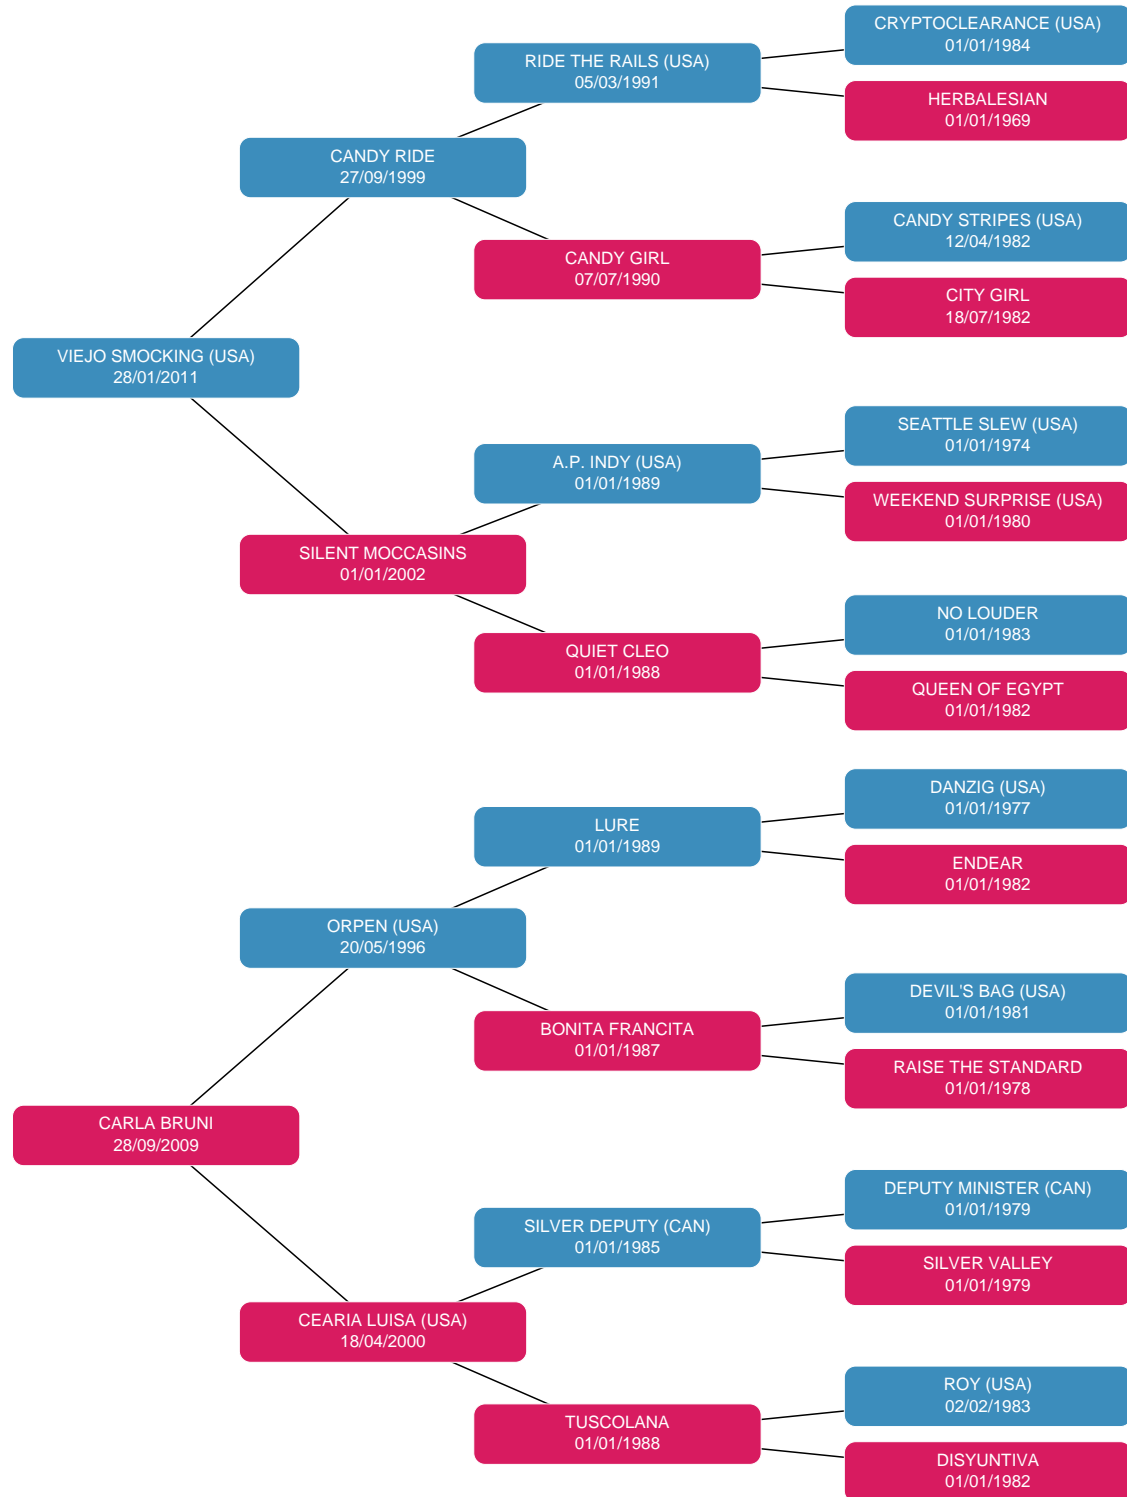 CRYPTOCLEARANCE (USA)
01/01/1984
RIDE THE RAILS (USA)
05/03/1991
HERBALESIAN
01/01/1969
CANDY RIDE
27/09/1999
CANDY STRIPES (USA)
12/04/1982
CANDY GIRL
07/07/1990
CITY GIRL
18/07/1982
VIEJO SMOCKING (USA)
28/01/2011
SEATTLE SLEW (USA)
01/01/1974
A.P. INDY (USA)
01/01/1989
WEEKEND SURPRISE (USA)
01/01/1980
SILENT MOCCASINS
01/01/2002
NO LOUDER
01/01/1983
QUIET CLEO
01/01/1988
QUEEN OF EGYPT
01/01/1982
DANZIG (USA)
01/01/1977
LURE
01/01/1989
ENDEAR
01/01/1982
ORPEN (USA)
20/05/1996
DEVIL'S BAG (USA)
01/01/1981
BONITA FRANCITA
01/01/1987
RAISE THE STANDARD
01/01/1978
CARLA BRUNI
28/09/2009
DEPUTY MINISTER (CAN)
01/01/1979
SILVER DEPUTY (CAN)
01/01/1985
SILVER VALLEY
01/01/1979
CEARIA LUISA (USA)
18/04/2000
ROY (USA)
02/02/1983
TUSCOLANA
01/01/1988
DISYUNTIVA
01/01/1982